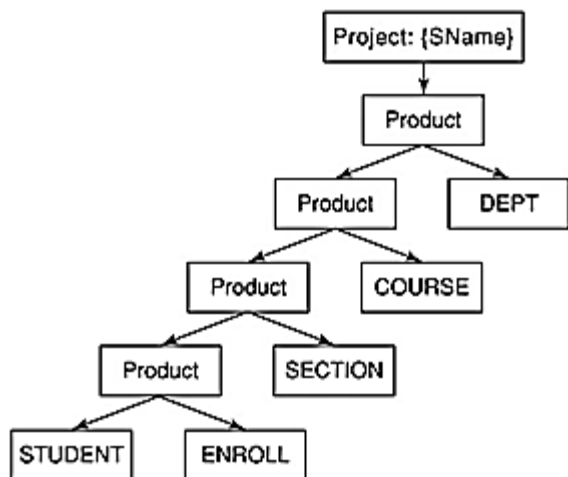 Project: {SName}
Product
Product
DEPT
Product
COURSE
Product
SECTION
STUDENT
ENROLL